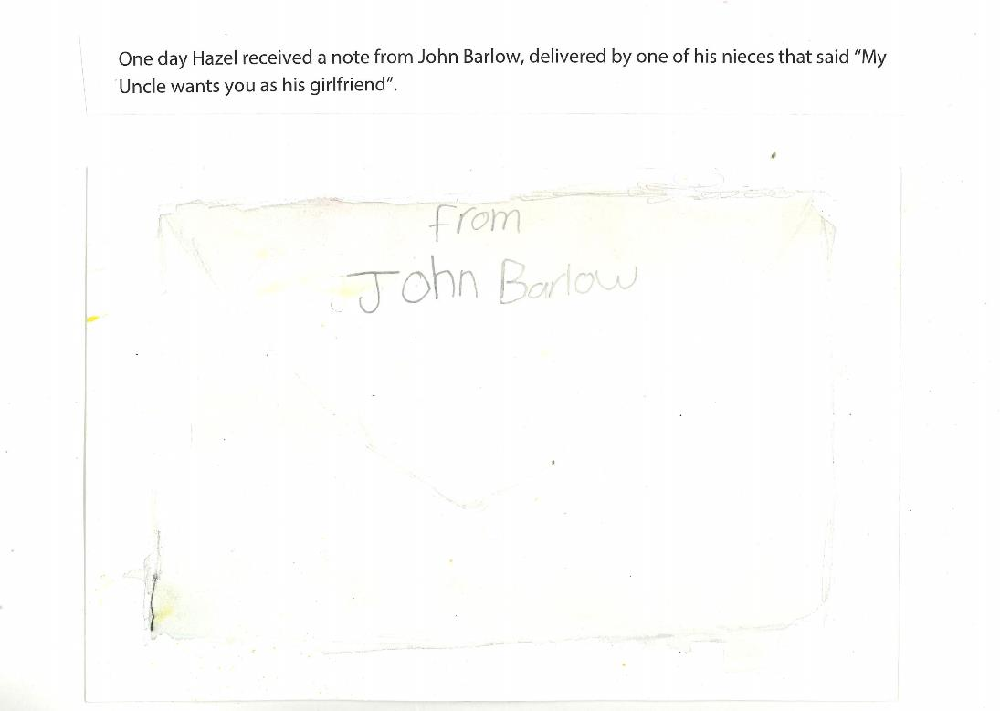 One day Hazel received a note from John Barlow, delivered by one of his nieces that said “My
Uncle wants you as his girlfriend”.
from
John Barlow